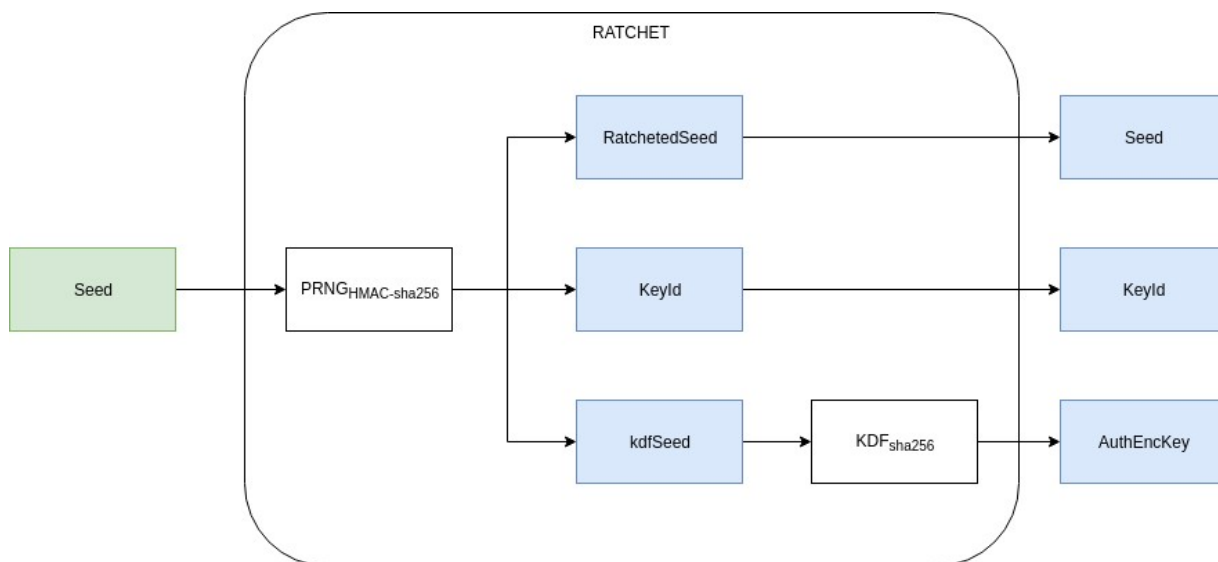 RATCHET
RatchetedSeed
Seed
Seed
PRNGHMAC-sha256
KeyId
KeyId
kdfSeed
KDFsha256
AuthEncKey